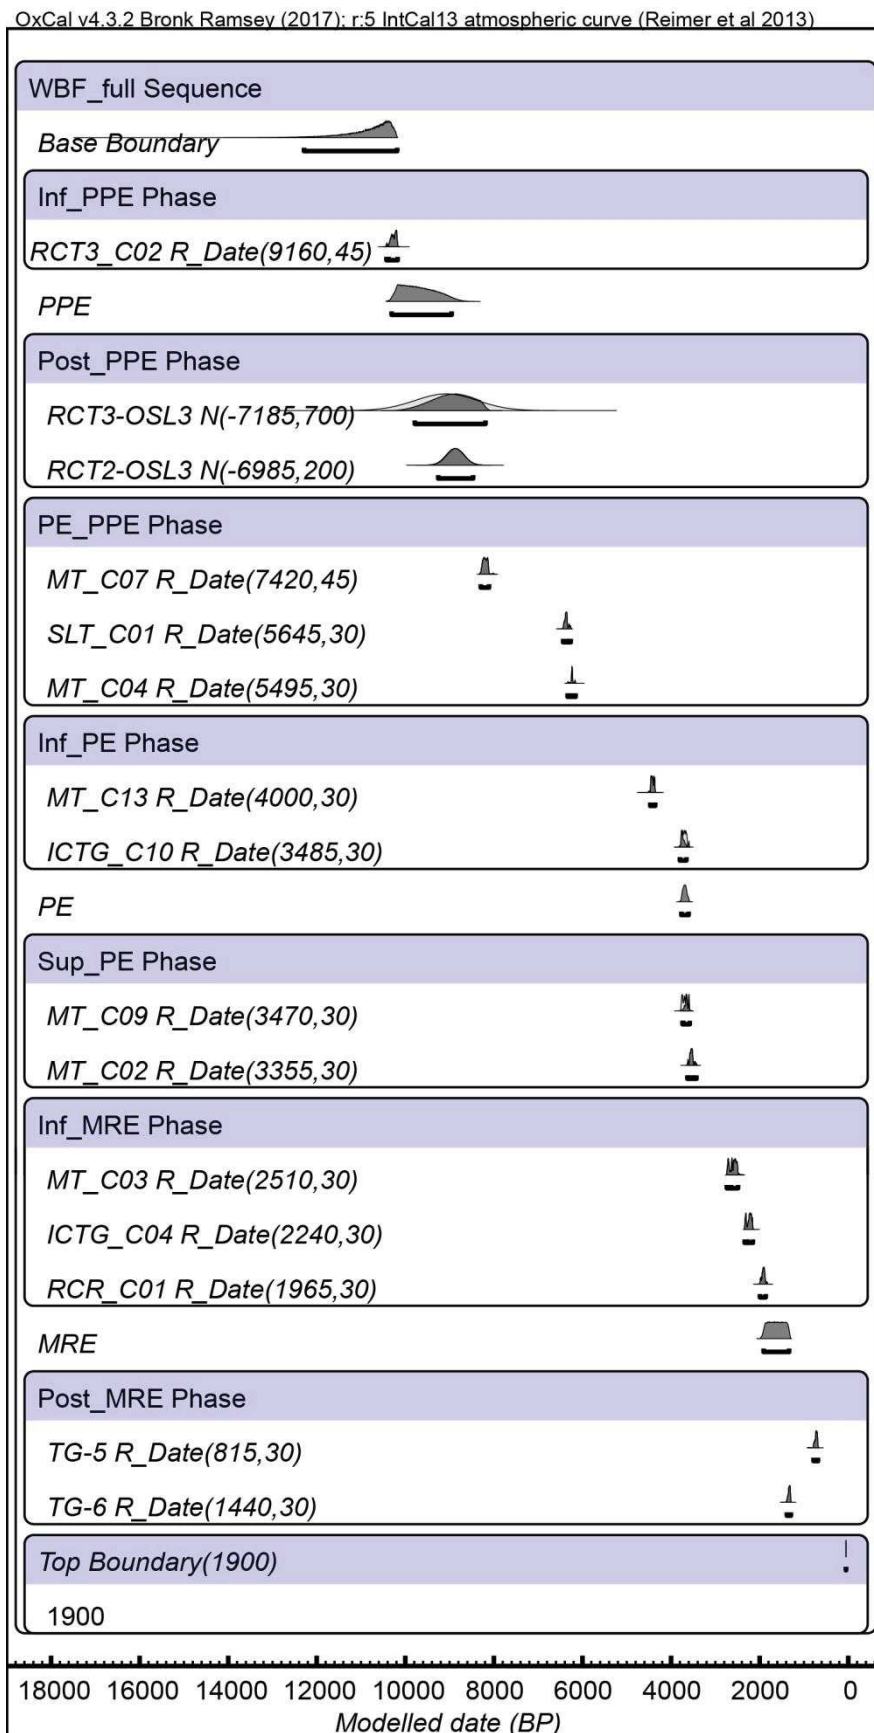 OxCal v4.3.2 Bronk Ramsey (2017); r:5 IntCal13 atmospheric curve (Reimer et al 2013)
WBF_full Sequence
Base Boundary
Inf_PPE Phase
RCT3_C02 R_Date(9160,45)
PPE
Post_PPE Phase
RCT3-OSL3 N(-7185,700)
RCT2-OSL3 N(-6985,200)
PE_PPE Phase
MT_C07 R_Date(7420,45)
SLT_C01 R_Date(5645,30)
MT_C04 R_Date(5495,30)
Inf_PE Phase
MT_C13 R_Date(4000,30)
ICTG_C10 R_Date(3485,30)
PE
Sup_PE Phase
MT_C09 R_Date(3470,30)
MT_C02 R_Date(3355,30)
Inf_MRE Phase
MT_C03 R_Date(2510,30)
ICTG_C04 R_Date(2240,30)
RCR_C01 R_Date(1965,30)
MRE
Post_MRE Phase
TG-5 R_Date(815,30)
TG-6 R_Date(1440,30)
Top Boundary(1900)
1900
18000 16000 14000 12000 10000 8000 6000 4000 2000 0
Modelled date (BP)